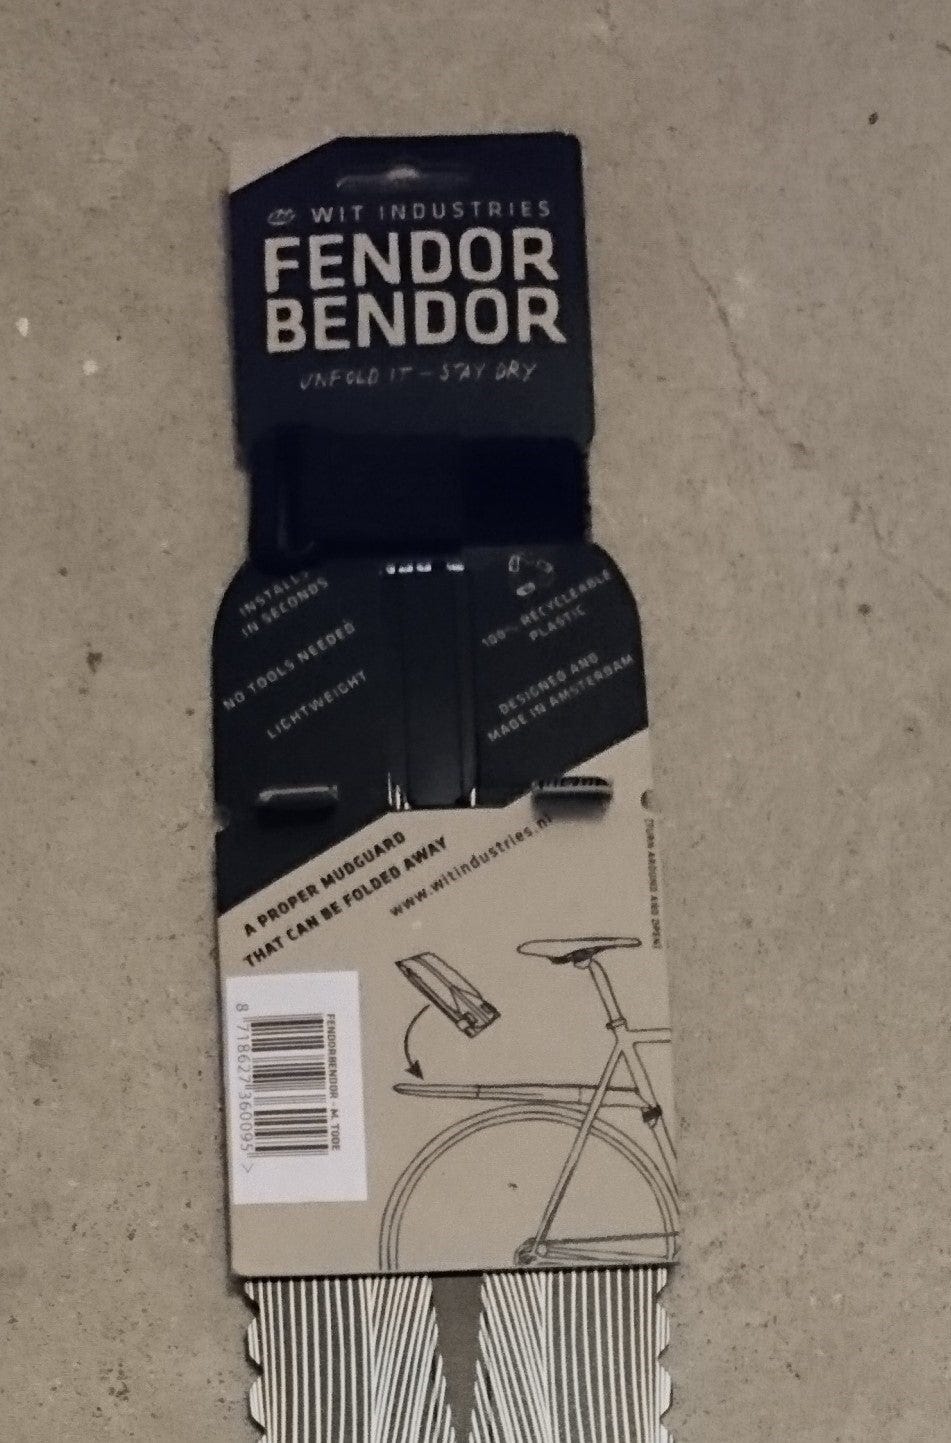 WIT INDUSTRIES
FENDOR
BENDOR
UNFOLD IT – STAY DRY
INSTALLS
IN SECONDS
NO TOOLS NEEDED
LIGHTWEIGHT
100% RECYCLEABLE
PLASTIC
DESIGNED AND
MADE IN AMSTERDAM
A PROPER MUDGUARD
THAT CAN BE FOLDED AWAY
www.witindustries.nl
(TURN AROUND AND OPEN)
FENDORBENDOR - M. TODE
8 718627 360095 >